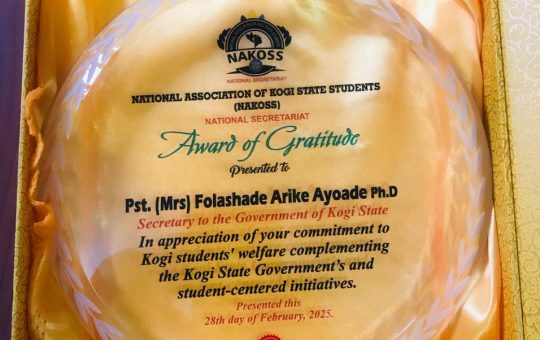 NAKOSS
NATIONAL SECRETARIAT
NATIONAL ASSOCIATION OF KOGI STATE STUDENTS
(NAKOSS)
NATIONAL SECRETARIAT
Award of Gratitude
Presented to
Pst. (Mrs) Folashade Arike Ayoade Ph.D
Secretary to the Government of Kogi State
In appreciation of your commitment to
Kogi students' welfare complementing
the Kogi State Government's and
student-centered initiatives.
Presented this
28th day of February, 2025.